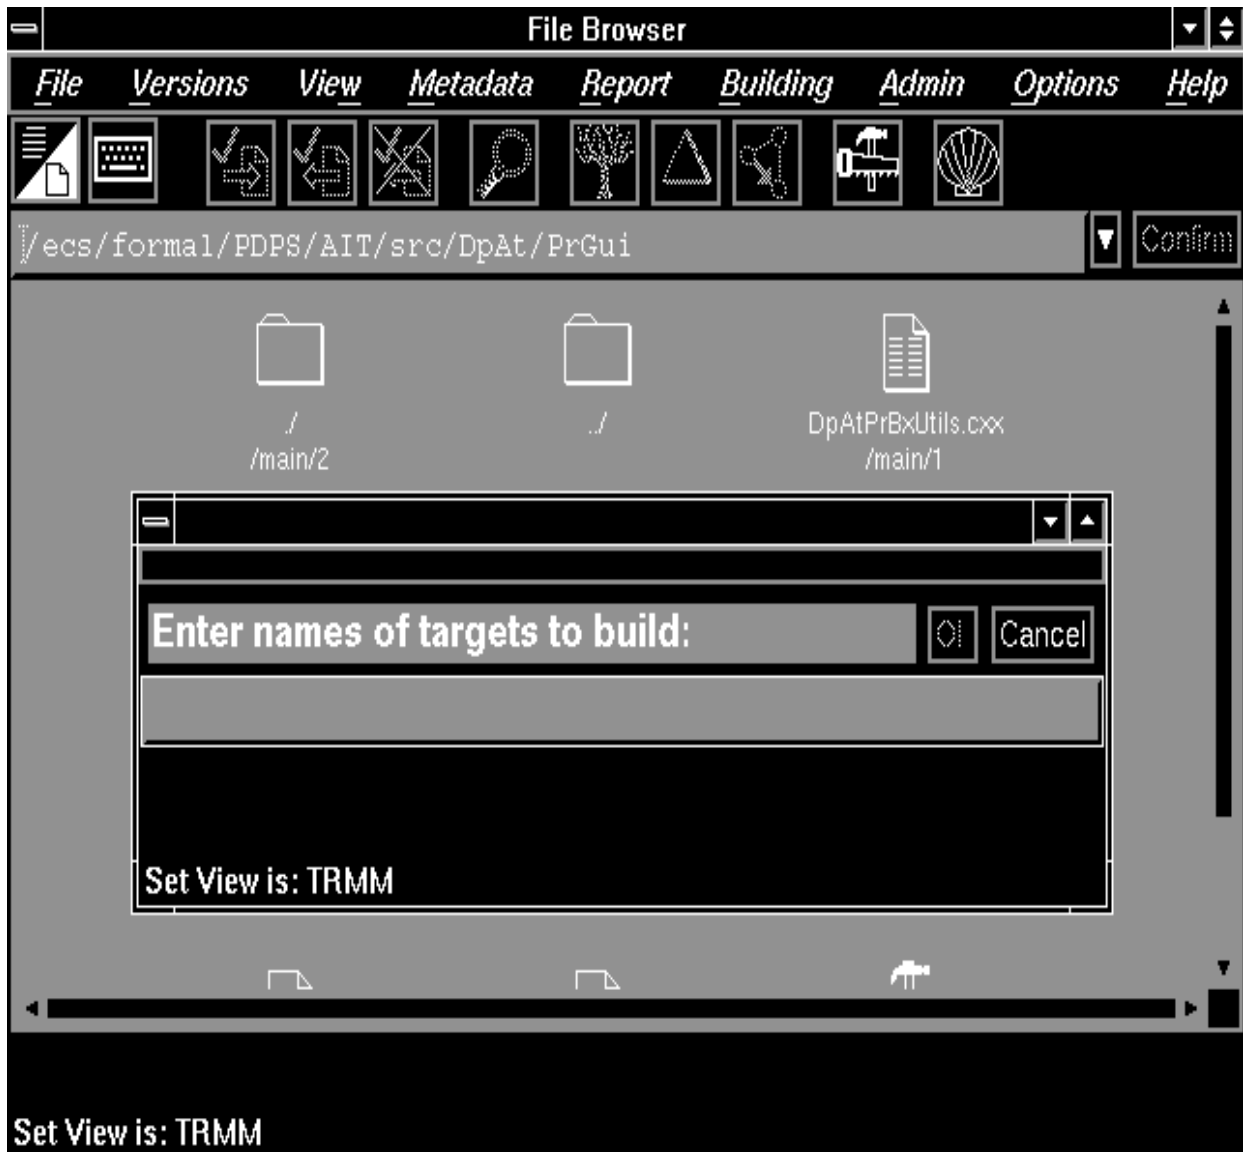 File Browser
File Versions View Metadata Report Building Admin Options Help
/ecs/formal/PDPS/AIT/src/DpAt/PrGui Confirm
./ ../ DpAtPrBxUtils.cxx
/main/2 /main/1
Enter names of targets to build: Cancel
Set View is: TRMM
Set View is: TRMM